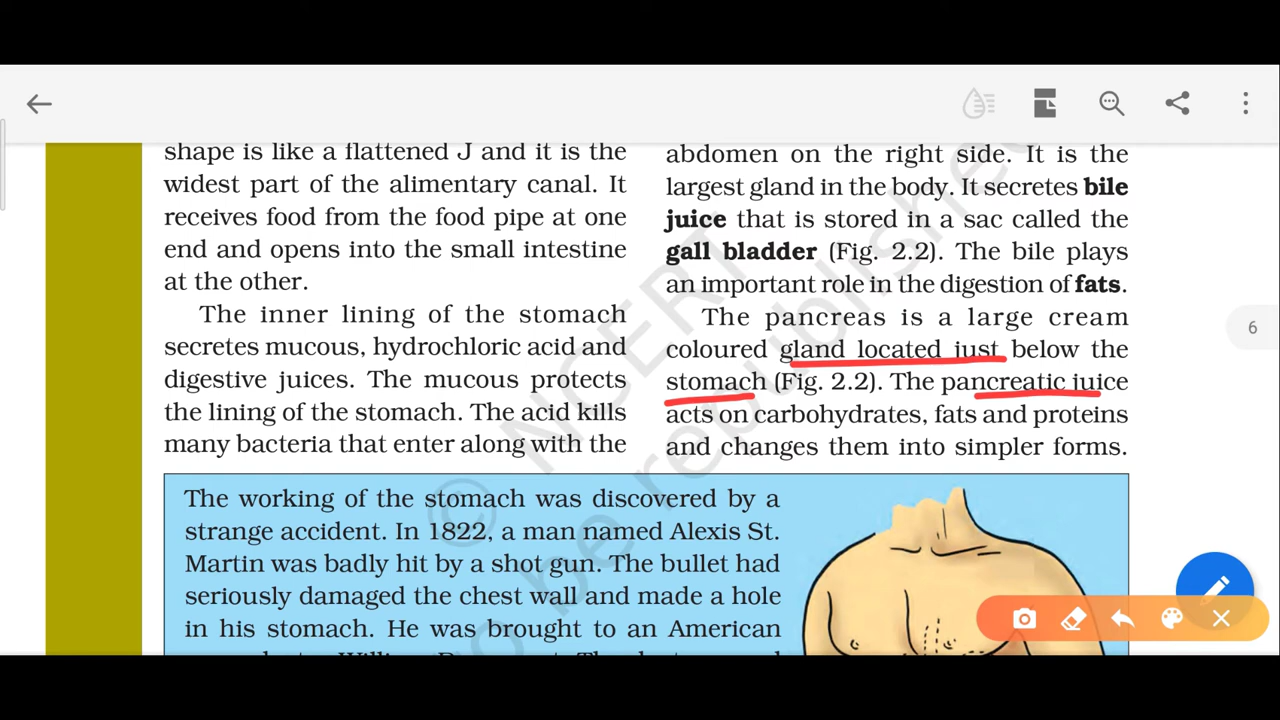 shape is like a flattened J and it is the
widest part of the alimentary canal. It
receives food from the food pipe at one
end and opens into the small intestine
at the other.
The inner lining of the stomach
secretes mucous, hydrochloric acid and
digestive juices. The mucous protects
the lining of the stomach. The acid kills
many bacteria that enter along with the
abdomen on the right side. It is the
largest gland in the body. It secretes bile
juice that is stored in a sac called the
gall bladder (Fig. 2.2). The bile plays
an important role in the digestion of fats.
The pancreas is a large cream
coloured gland located just below the
stomach (Fig. 2.2). The pancreatic juice
acts on carbohydrates, fats and proteins
and changes them into simpler forms.
6
The working of the stomach was discovered by a
strange accident. In 1822, a man named Alexis St.
Martin was badly hit by a shot gun. The bullet had
seriously damaged the chest wall and made a hole
in his stomach. He was brought to an American
© NCERT
be republished